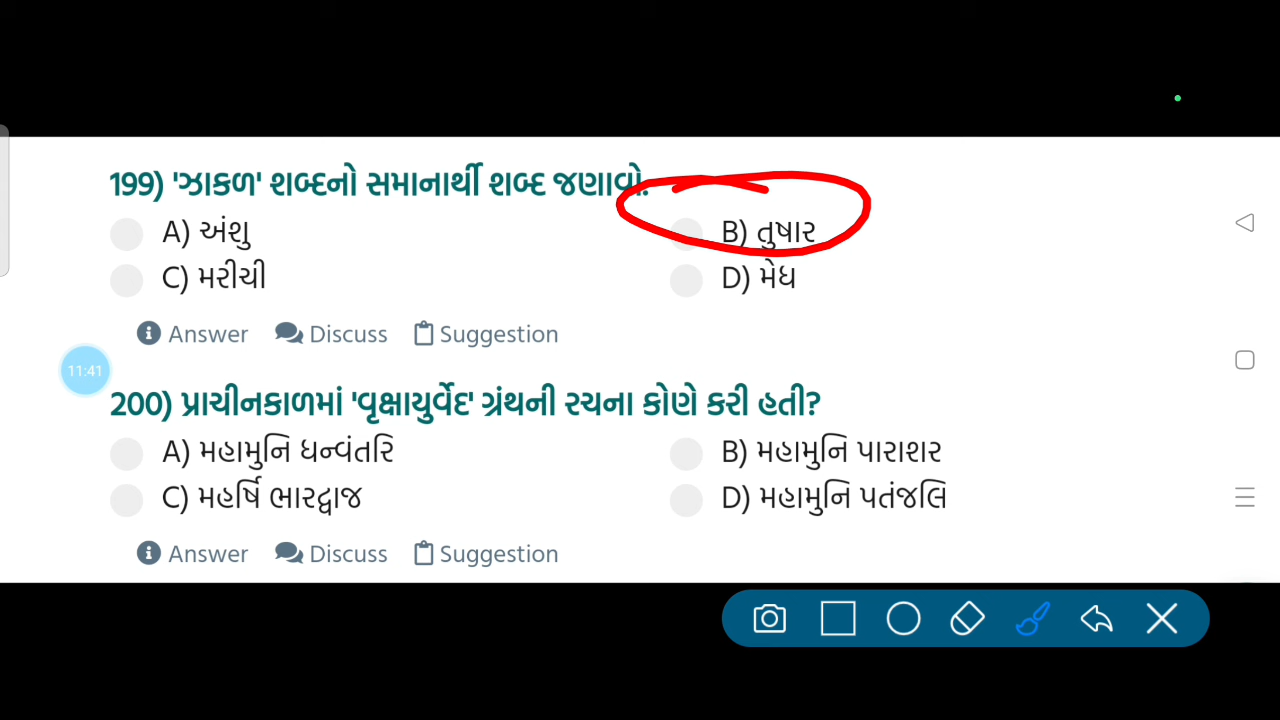 199) 'ઝાકળ' શબ્દનો સમાનાર્થી શબ્દ જણાવો.
A) અંશુ B) તુષાર
C) મરીચી D) મેઘ
Answer Discuss Suggestion
11:41
200) પ્રાચીનકાળમાં 'વૃક્ષાયુર્વેદ' ગ્રંથની રચના કોણે કરી હતી?
A) મહામુનિ ધન્વંતરિ B) મહામુનિ પારાશર
C) મહર્ષિ ભારદ્વાજ D) મહામુનિ પતંજલિ
Answer Discuss Suggestion